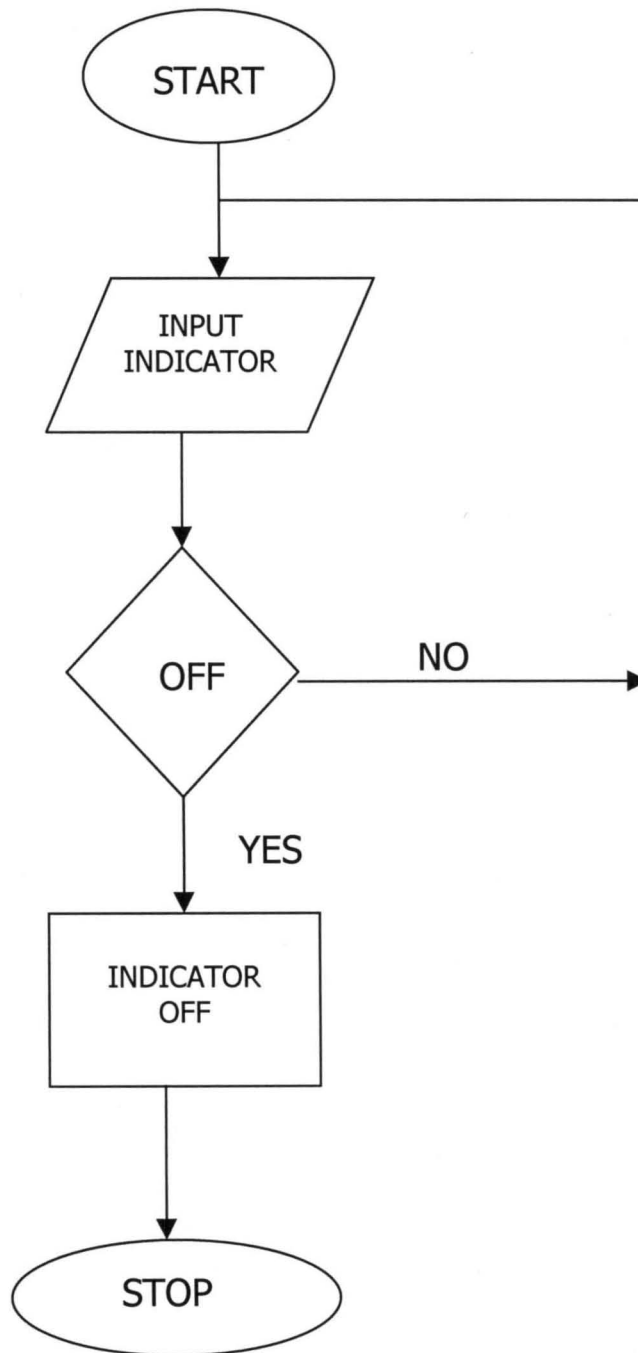 START
INPUT
INDICATOR
OFF
NO
YES
INDICATOR
OFF
STOP